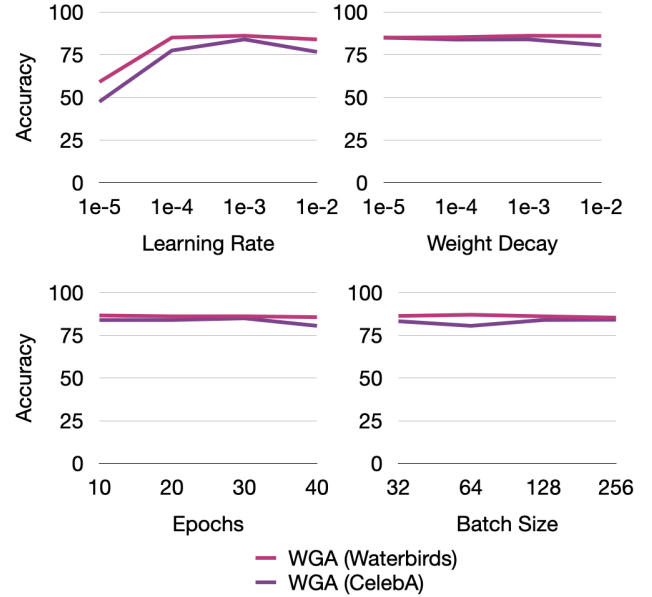 100
75
50
25
0
Accuracy
1e-5 1e-4 1e-3 1e-2
Learning Rate
100
75
50
25
0
1e-5 1e-4 1e-3 1e-2
Weight Decay
100
75
50
25
0
Accuracy
10 20 30 40
Epochs
100
75
50
25
0
32 64 128 256
Batch Size
WGA (Waterbirds)
WGA (CelebA)